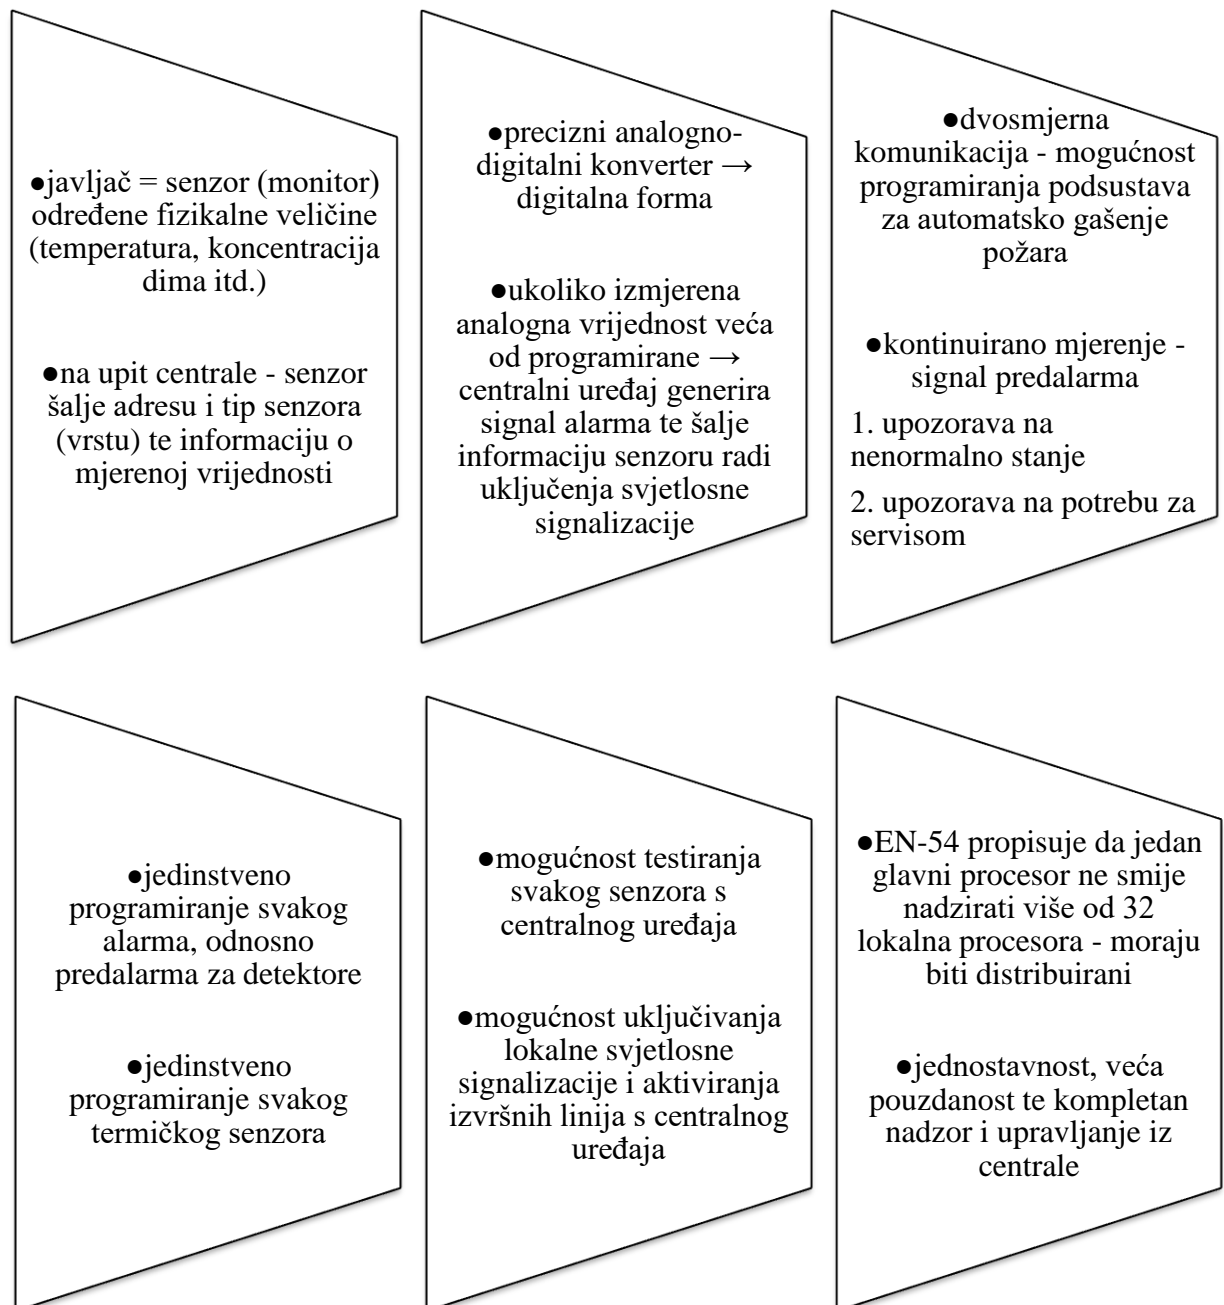 ●javljač = senzor (monitor)
određene fizikalne veličine
(temperatura, koncentracija
dima itd.)
●na upit centrale - senzor
šalje adresu i tip senzora
(vrstu) te informaciju o
mjerenoj vrijednosti
●precizni analogno-
digitalni konverter →
digitalna forma
●ukoliko izmjerena
analogna vrijednost veća
od programirane →
centralni uređaj generira
signal alarma te šalje
informaciju senzoru radi
uključenja svjetlosne
signalizacije
●dvosmjerna
komunikacija - mogućnost
programiranja podsustava
za automatsko gašenje
požara
●kontinuirano mjerenje -
signal predalarma
1. upozorava na
nenormalno stanje
2. upozorava na potrebu za
servisom
●jedinstveno
programiranje svakog
alarma, odnosno
predalarma za detektore
●jedinstveno
programiranje svakog
termičkog senzora
●mogućnost testiranja
svakog senzora s
centralnog uređaja
●mogućnost uključivanja
lokalne svjetlosne
signalizacije i aktiviranja
izvršnih linija s centralnog
uređaja
●EN-54 propisuje da jedan
glavni procesor ne smije
nadzirati više od 32
lokalna procesora - moraju
biti distribuirani
●jednostavnost, veća
pouzdanost te kompletan
nadzor i upravljanje iz
centrale